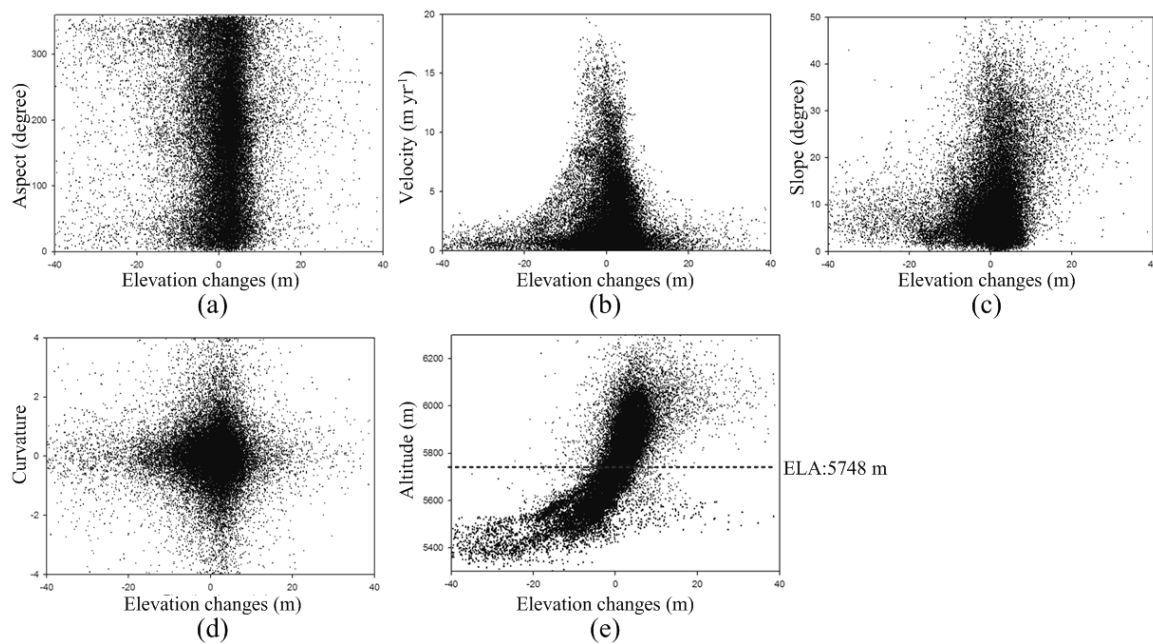 Aspect (degree)
300
200
100
0
-40 -20 0 20 40
Elevation changes (m)
(a)
Velocity (m yr⁻¹)
20
15
10
5
0
-40 -20 0 20 40
Elevation changes (m)
(b)
Slope (degree)
50
40
30
20
10
0
-40 -20 0 20 40
Elevation changes (m)
(c)
Curvature
4
2
0
-2
-4
-40 -20 0 20 40
Elevation changes (m)
(d)
Altitude (m)
6200
6000
5800
5600
5400
ELA:5748 m
-40 -20 0 20 40
Elevation changes (m)
(e)